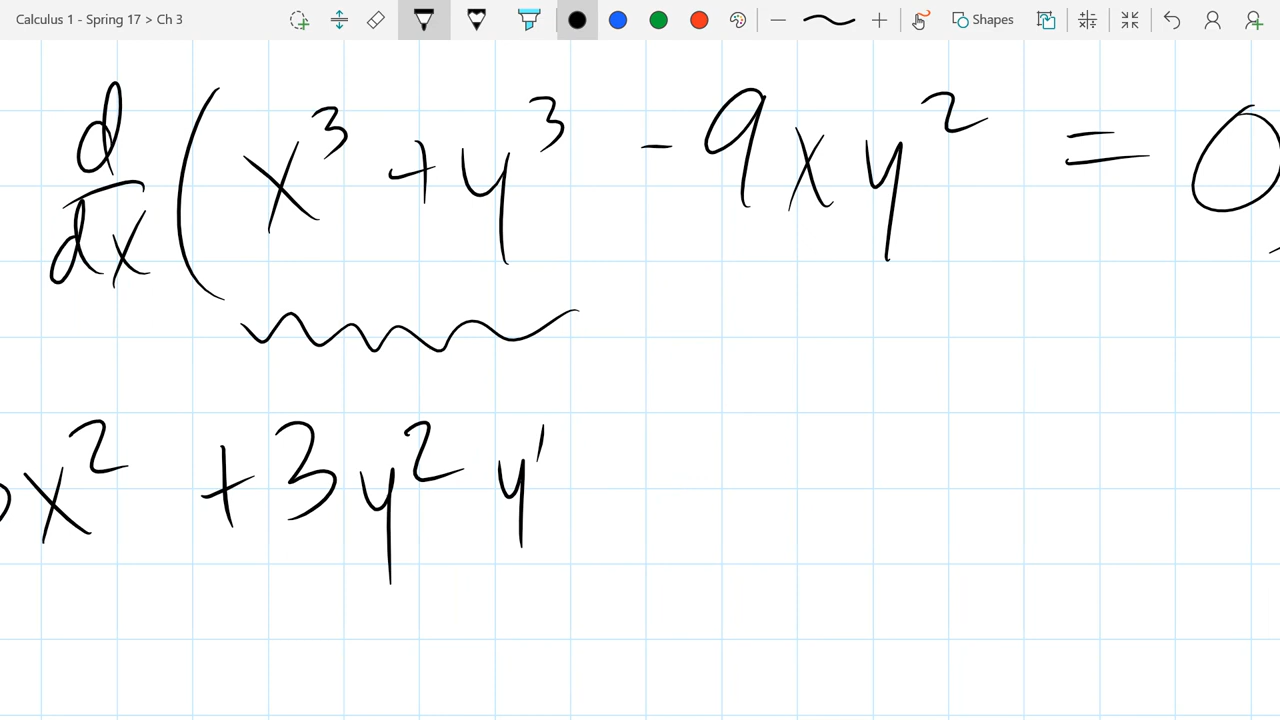 Calculus 1 - Spring 17 > Ch 3 Shapes
d/dx ( x³ + y³ - 9xy² = 0
x² + 3y² y'